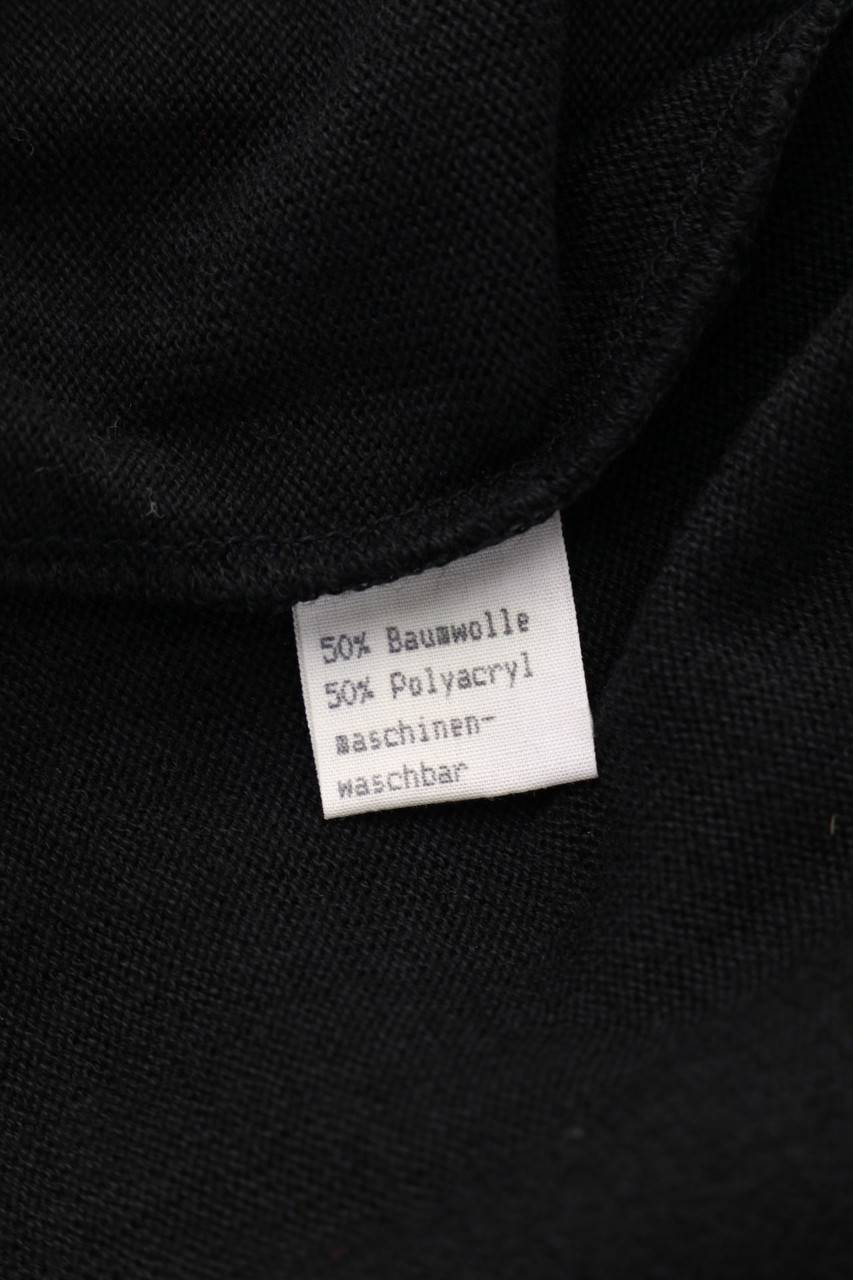 50% Baumwolle
50% Polyacryl
maschinen-
waschbar